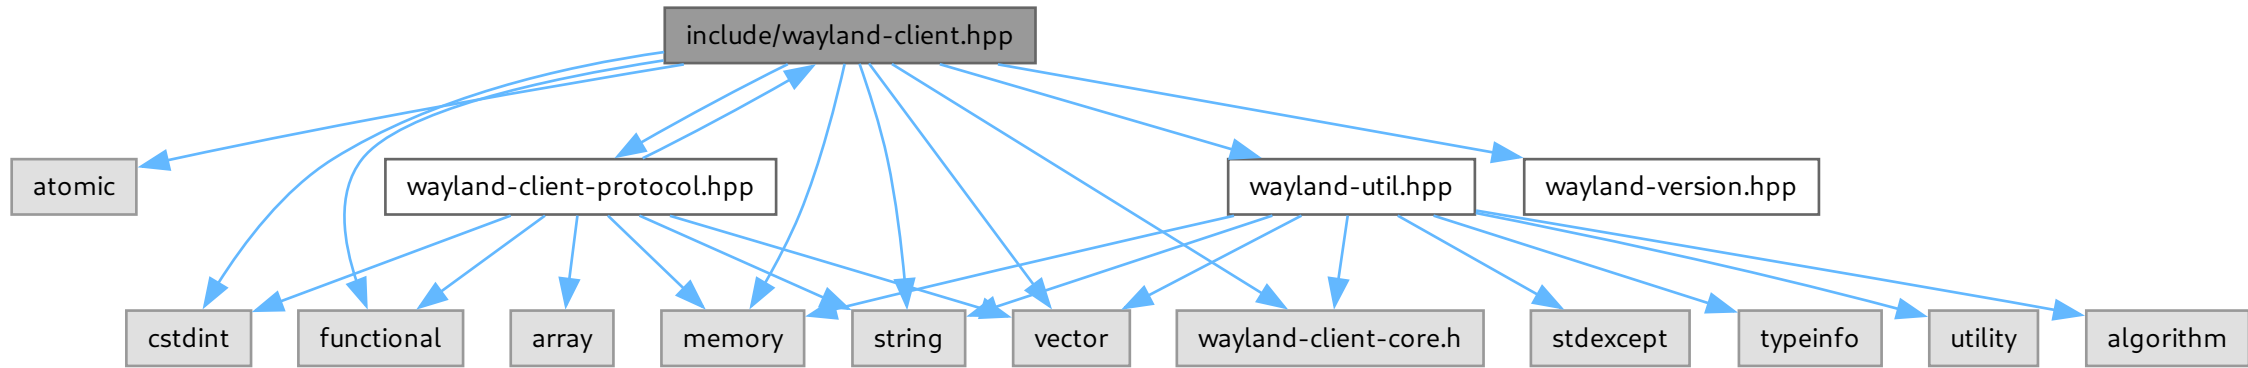 include/wayland-client.hpp
atomic
wayland-client-protocol.hpp
wayland-util.hpp
wayland-version.hpp
cstdint
functional
array
memory
string
vector
wayland-client-core.h
stdexcept
typeinfo
utility
algorithm